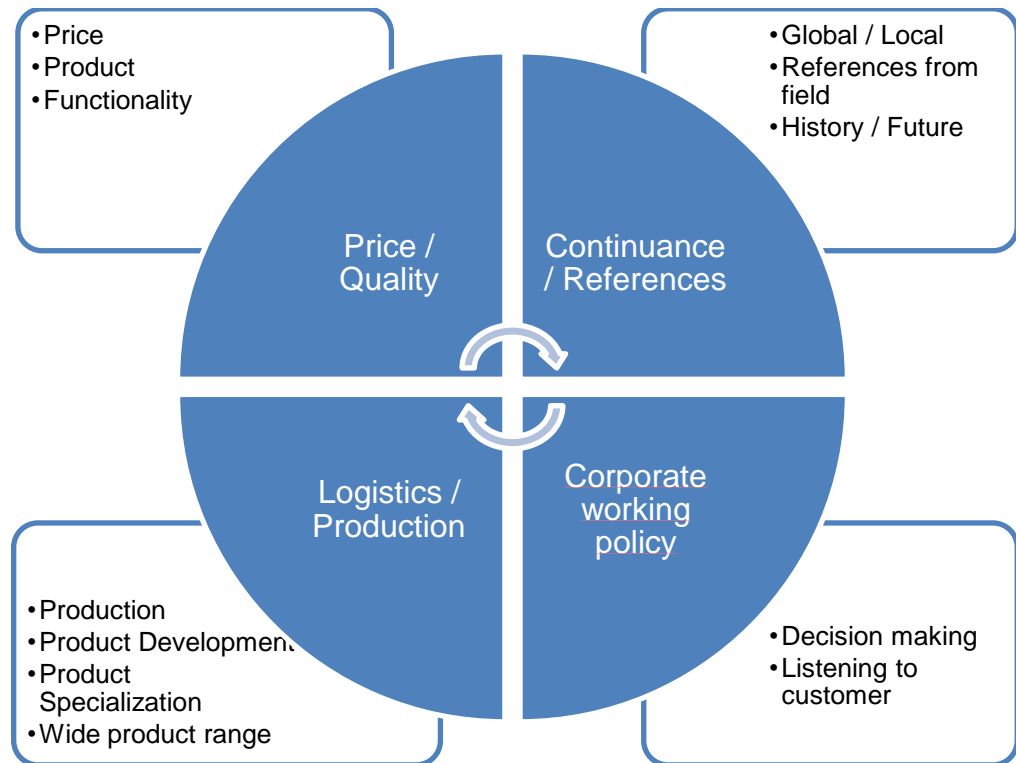 •Price
•Product
•Functionality
•Global / Local
•References from
field
•History / Future
Price /
Quality
Continuance
/ References
Logistics /
Production
Corporate
working
policy
•Production
•Product Development
•Product
Specialization
•Wide product range
•Decision making
•Listening to
customer